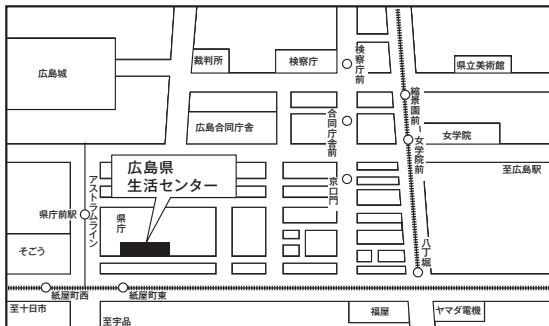 裁判所
検察庁
検察庁前
県立美術館
広島城
縮景園前
広島合同庁舎
合同庁舎前
女学院
女学院前
至広島駅
広島県
生活センター
アストラムライン
京口門
県庁前駅
県庁
八丁堀
そごう
紙屋町西
紙屋町東
至十日市
至宇品
福屋
ヤマダ電機